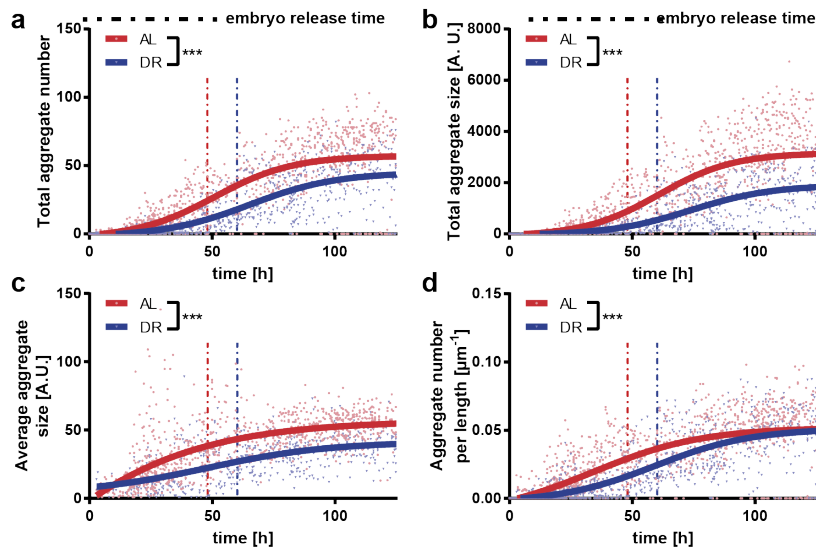 a
embryo release time
150
AL
DR
***
100
50
0
Total aggregate number
0
50
100
time [h]
b
embryo release time
8000
AL
DR
***
6000
4000
2000
0
Total aggregate size [A. U.]
0
50
100
time [h]
c
150
AL
DR
***
100
50
0
Average aggregate
size [A.U.]
0
50
100
time [h]
d
0.15
AL
DR
***
0.10
0.05
0.00
Aggregate number
per length [µm⁻¹]
0
50
100
time [h]